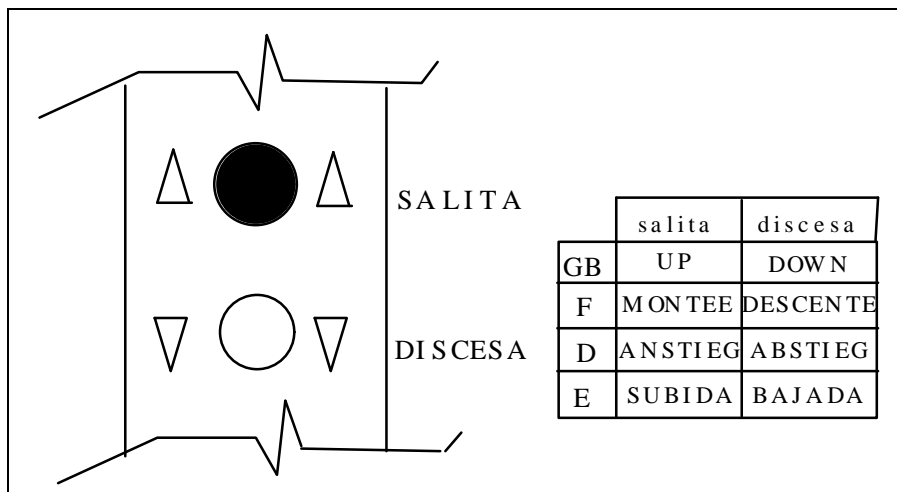 SALITA
DISCESA
salita discesa
GB UP DOWN
F MONTEE DESCENTE
D ANSTIEG ABSTIEG
E SUBIDA BAJADA